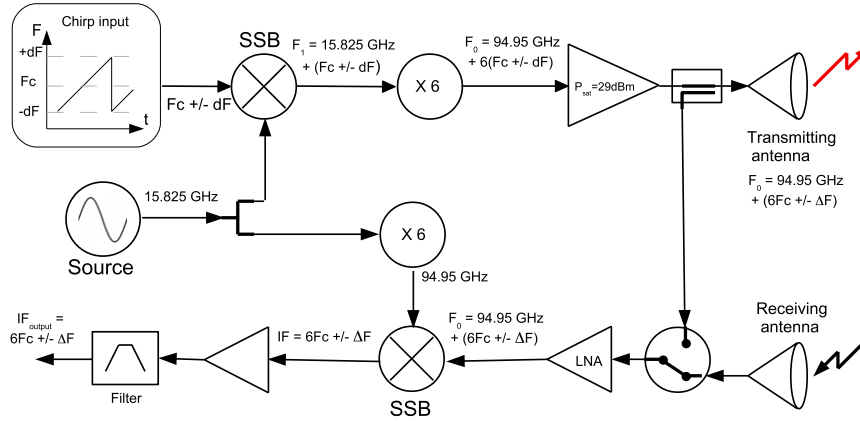 Chirp input
F
+dF
Fc
-dF
t
SSB
Fc +/- dF
F₁ = 15.825 GHz
+ (Fc +/- dF)
X 6
F₀ = 94.95 GHz
+ 6(Fc +/- dF)
Pₛₐₜ=29dBm
Transmitting
antenna
F₀ = 94.95 GHz
+ (6Fc +/- ΔF)
15.825 GHz
Source
X 6
94.95 GHz
Receiving
antenna
LNA
F₀ = 94.95 GHz
+ (6Fc +/- ΔF)
SSB
IF = 6Fc +/- ΔF
Filter
IFoutput =
6Fc +/- ΔF